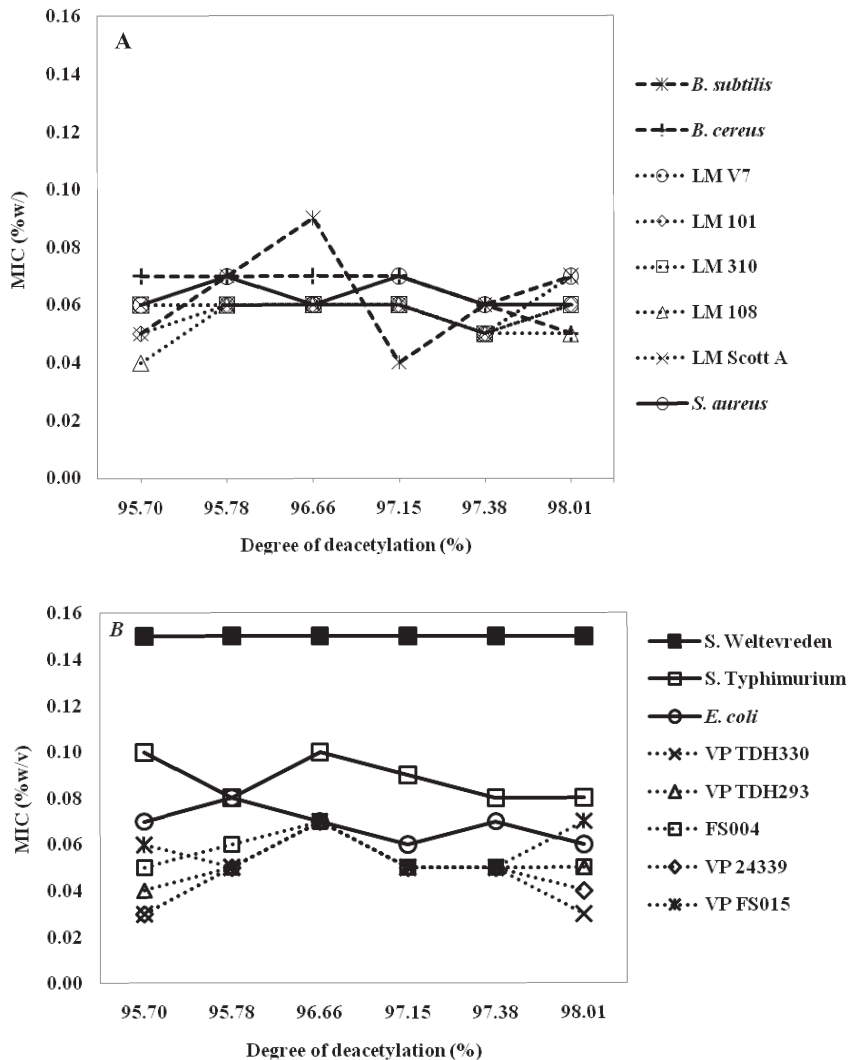 A
0.16
0.14
0.12
0.10
0.08
0.06
0.04
0.02
0.00
MIC (%w/)
95.70 95.78 96.66 97.15 97.38 98.01
Degree of deacetylation (%)
B. subtilis
B. cereus
LM V7
LM 101
LM 310
LM 108
LM Scott A
S. aureus
B
0.16
0.14
0.12
0.10
0.08
0.06
0.04
0.02
0.00
MIC (%w/v)
95.70 95.78 96.66 97.15 97.38 98.01
Degree of deacetylation (%)
S. Weltevreden
S. Typhimurium
E. coli
VP TDH330
VP TDH293
FS004
VP 24339
VP FS015